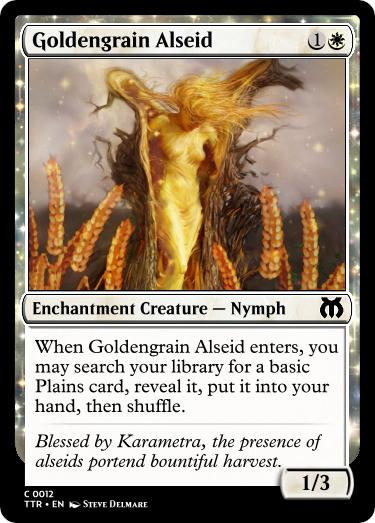 Goldengrain Alseid 1
Enchantment Creature — Nymph
When Goldengrain Alseid enters, you
may search your library for a basic
Plains card, reveal it, put it into your
hand, then shuffle.
Blessed by Karametra, the presence of
alseids portend bountiful harvest.
1/3
C 0012
TTR • EN Steve Delmare